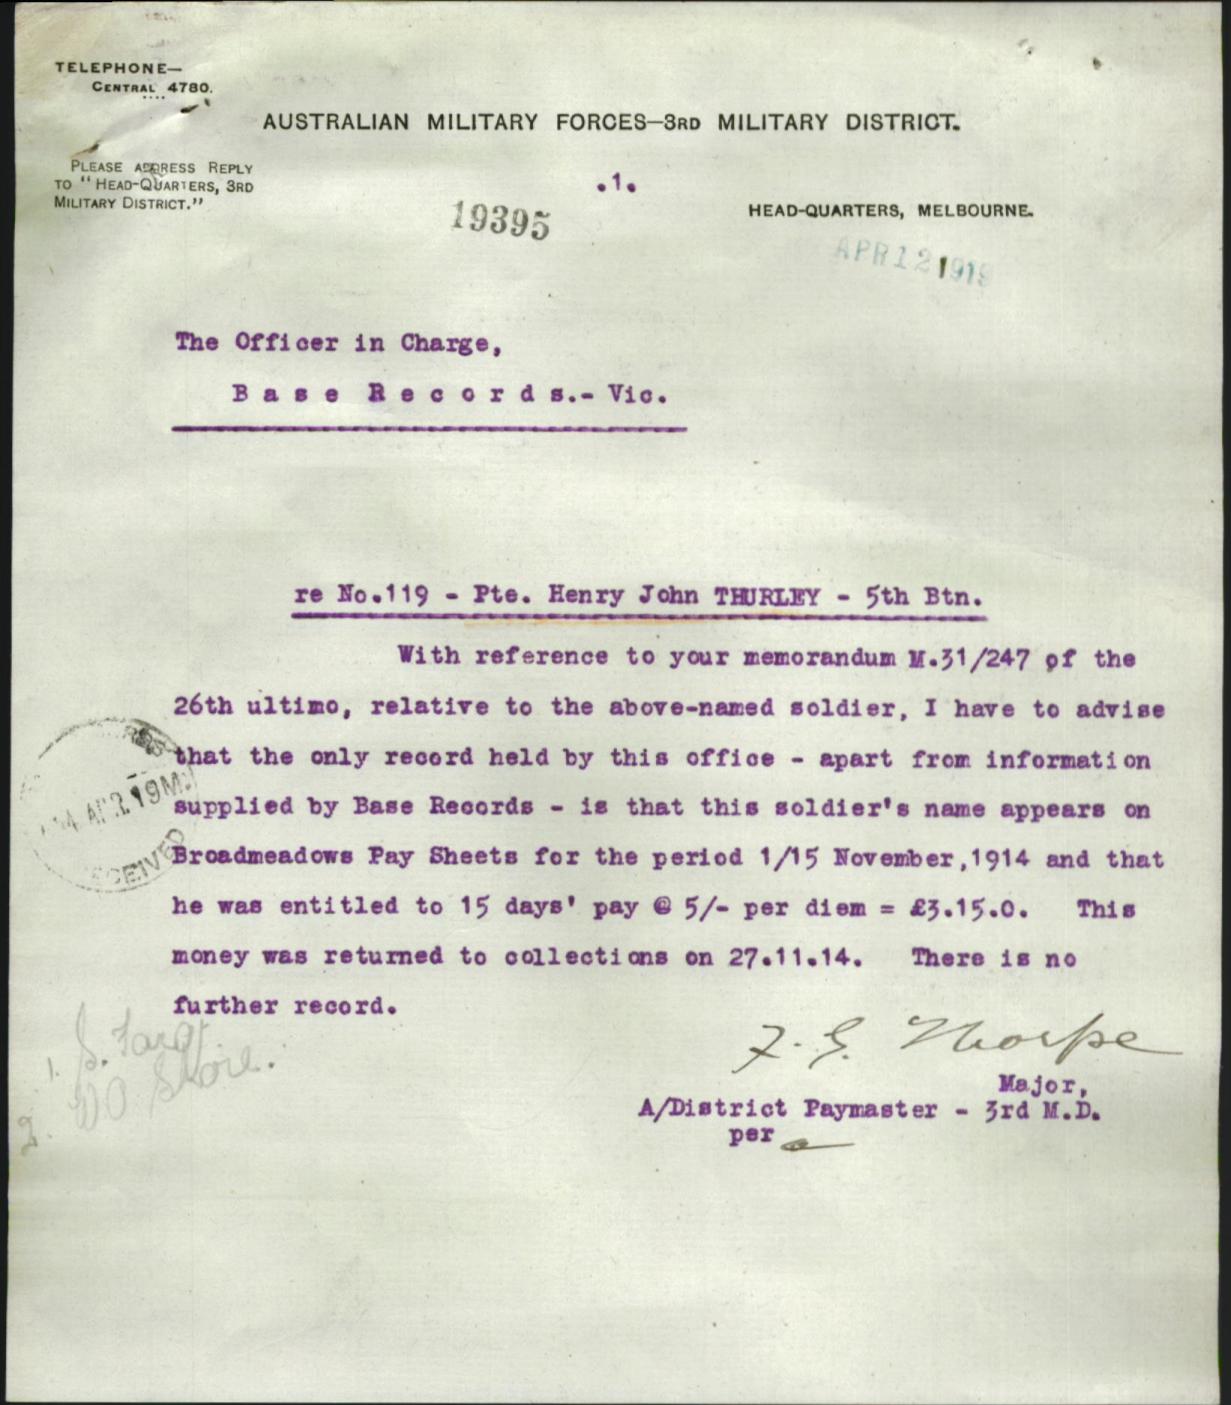 TELEPHONE—
CENTRAL 4780.
AUSTRALIAN MILITARY FORCES—3RD MILITARY DISTRICT.
PLEASE ADDRESS REPLY
TO "HEAD-QUARTERS, 3RD
MILITARY DISTRICT."
.1.
19395
HEAD-QUARTERS, MELBOURNE.
APR 12 1919
The Officer in Charge,
Base Records.- Vic.
re No.119 - Pte. Henry John THURLEY - 5th Btn.
With reference to your memorandum M.31/247 of the
26th ultimo, relative to the above-named soldier, I have to advise
that the only record held by this office - apart from information
supplied by Base Records - is that this soldier's name appears on
Broadmeadows Pay Sheets for the period 1/15 November,1914 and that
he was entitled to 15 days' pay @ 5/- per diem = £3.15.0. This
money was returned to collections on 27.11.14. There is no
further record.
F. G. Thorpe
Major,
A/District Paymaster - 3rd M.D.
per
1.
2.